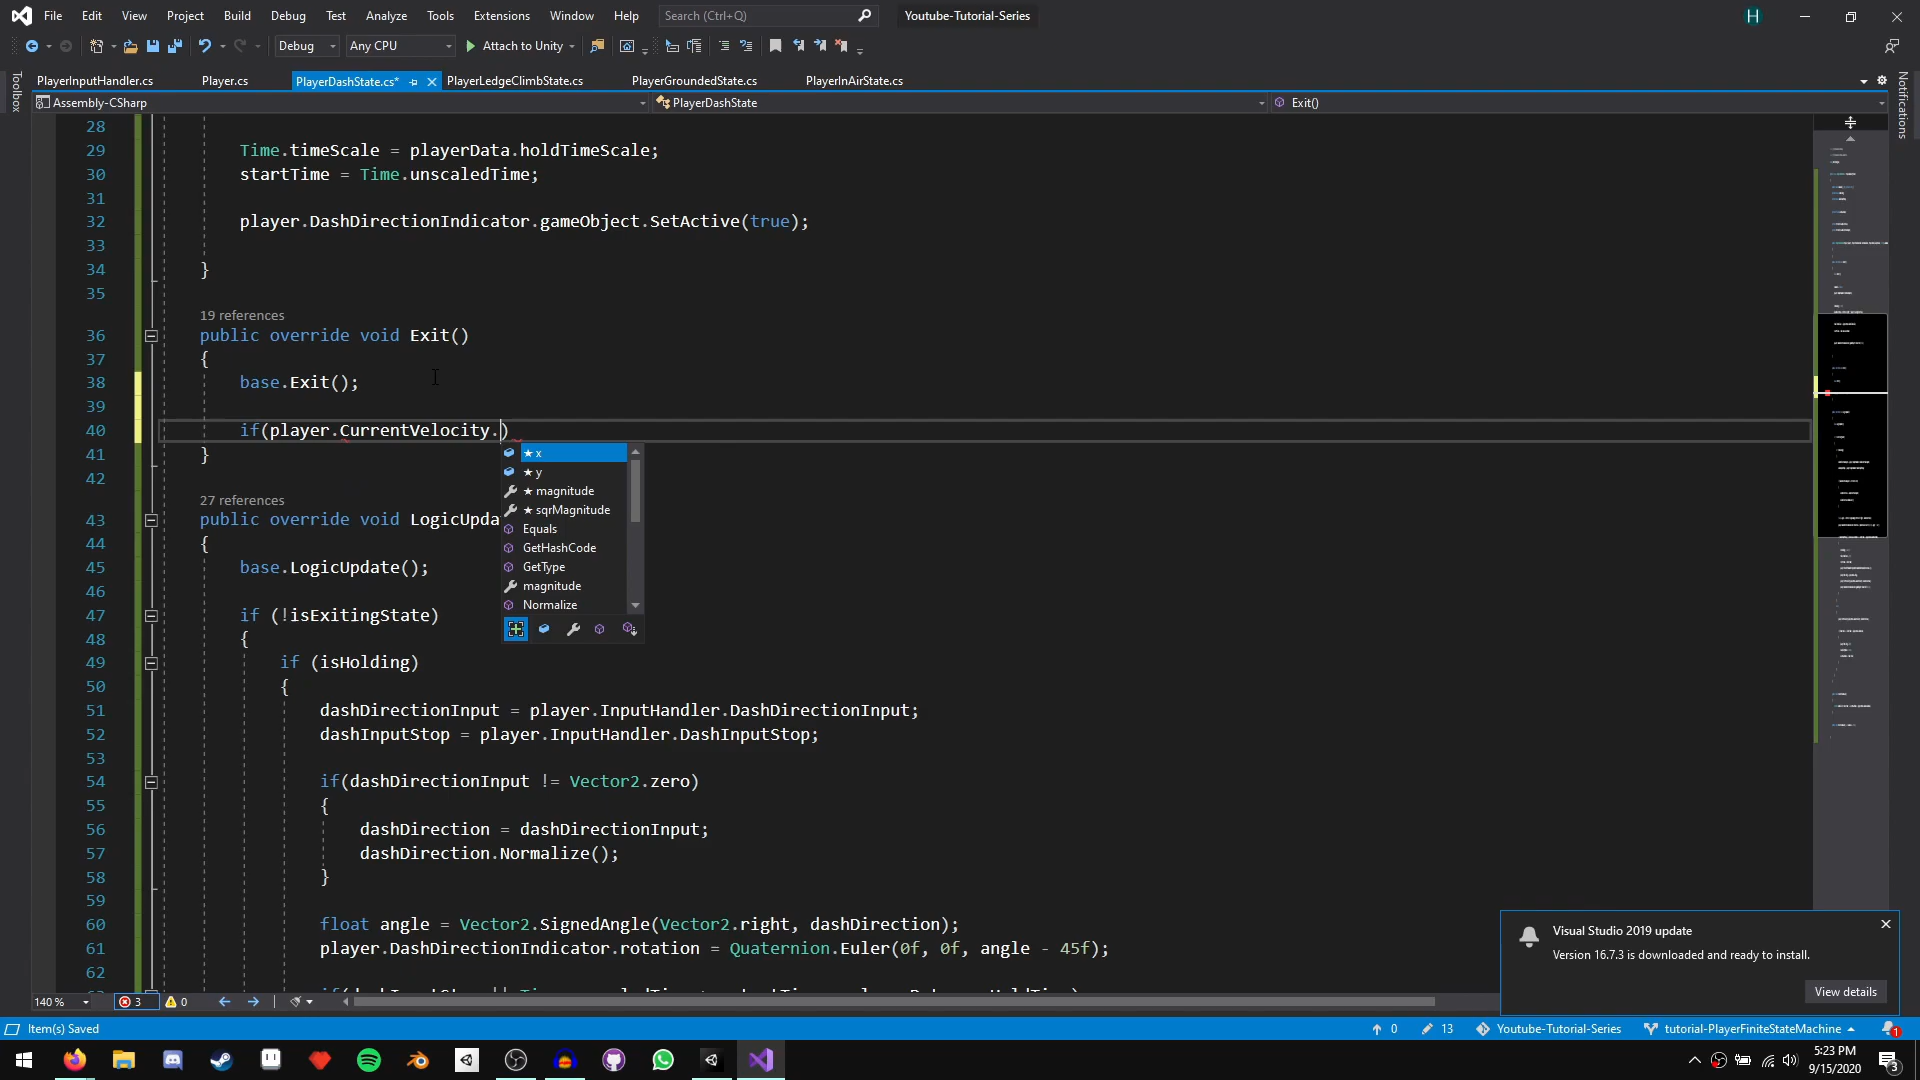 File Edit View Project Build Debug Test Analyze Tools Extensions Window Help Search (Ctrl+Q) Youtube-Tutorial-Series H
Debug Any CPU Attach to Unity
Toolbox
PlayerInputHandler.cs Player.cs PlayerDashState.cs* PlayerLedgeClimbState.cs PlayerGroundedState.cs PlayerInAirState.cs
Notifications
Assembly-CSharp PlayerDashState Exit()
28
29 Time.timeScale = playerData.holdTimeScale;
30 startTime = Time.unscaledTime;
31
32 player.DashDirectionIndicator.gameObject.SetActive(true);
33
34 }
35
19 references
36 public override void Exit()
37 {
38 base.Exit();
39
40 if(player.CurrentVelocity.)
41 }
42
★ x
★ y
★ magnitude
★ sqrMagnitude
Equals
GetHashCode
GetType
magnitude
Normalize
27 references
43 public override void LogicUpda
44 {
45 base.LogicUpdate();
46
47 if (!isExitingState)
48 {
49 if (isHolding)
50 {
51 dashDirectionInput = player.InputHandler.DashDirectionInput;
52 dashInputStop = player.InputHandler.DashInputStop;
53
54 if(dashDirectionInput != Vector2.zero)
55 {
56 dashDirection = dashDirectionInput;
57 dashDirection.Normalize();
58 }
59
60 float angle = Vector2.SignedAngle(Vector2.right, dashDirection);
61 player.DashDirectionIndicator.rotation = Quaternion.Euler(0f, 0f, angle - 45f);
62
Visual Studio 2019 update
Version 16.7.3 is downloaded and ready to install.
View details
140 % 3 0
Item(s) Saved 0 13 Youtube-Tutorial-Series tutorial-PlayerFiniteStateMachine 1
5:23 PM
9/15/2020
3